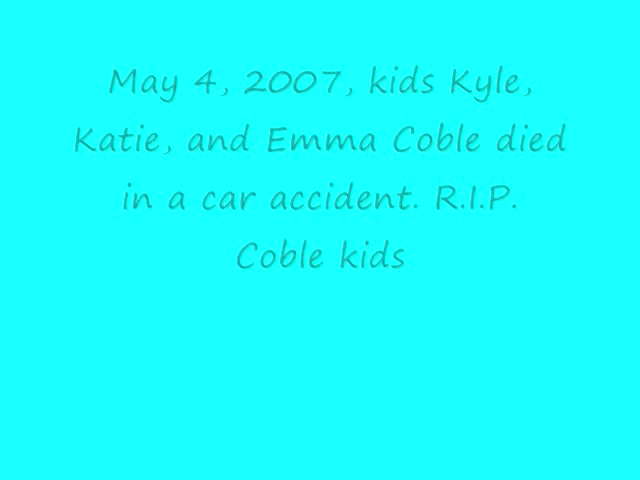 May 4, 2007, kids Kyle,
Katie, and Emma Coble died
in a car accident. R.I.P.
Coble kids